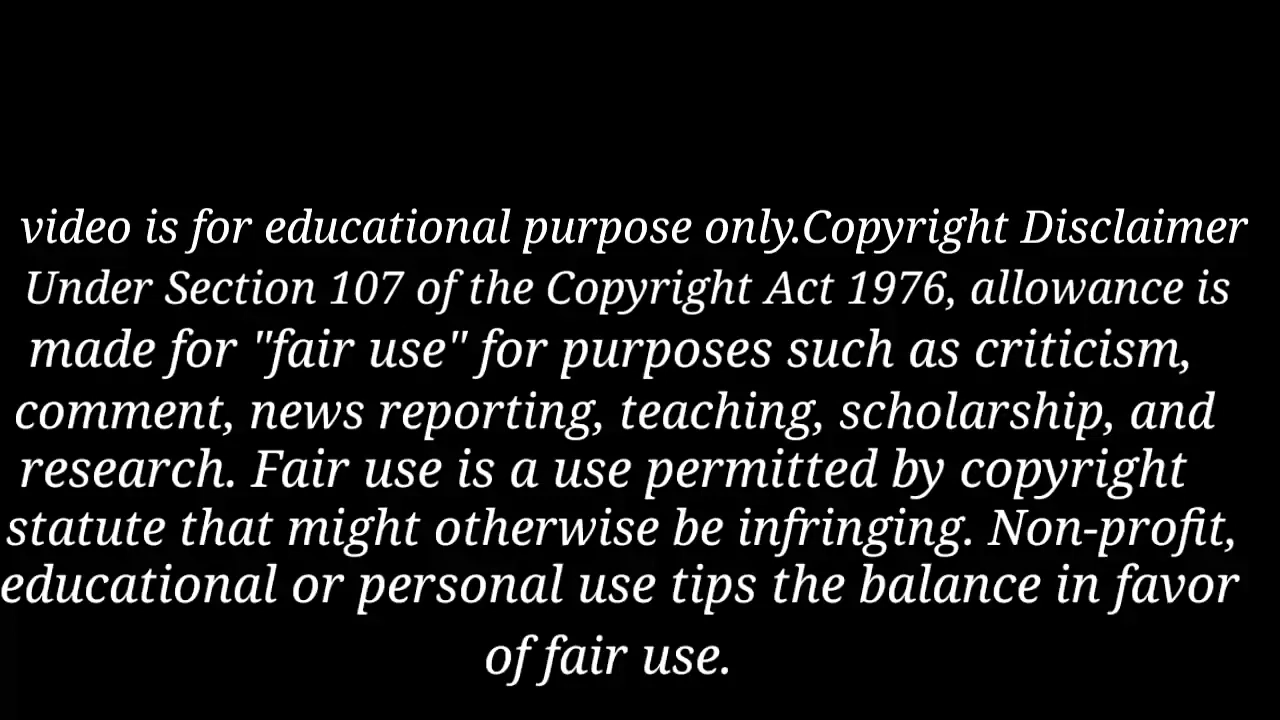 video is for educational purpose only.Copyright Disclaimer
Under Section 107 of the Copyright Act 1976, allowance is
made for "fair use" for purposes such as criticism,
comment, news reporting, teaching, scholarship, and
research. Fair use is a use permitted by copyright
statute that might otherwise be infringing. Non-profit,
educational or personal use tips the balance in favor
of fair use.